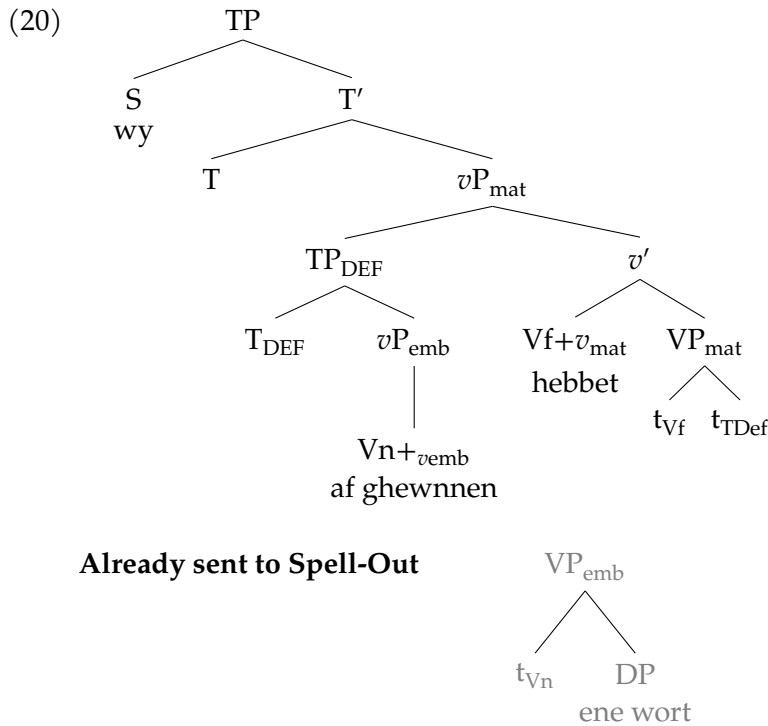 (20) TP
S T′
wy
T vP_mat
TP_DEF v′
T_DEF vP_emb Vf+v_mat VP_mat
hebbet
t_Vf t_TDef
Vn+_vemb
af ghewnnen
Already sent to Spell-Out VP_emb
t_Vn DP
ene wort